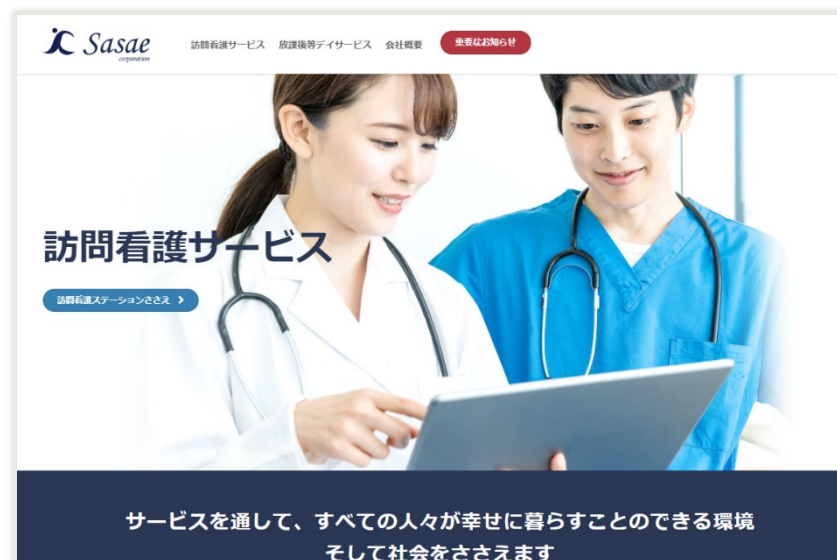 Sasae
corporation
訪問看護サービス 放課後等デイサービス 会社概要 重要なお知らせ
訪問看護サービス
訪問看護ステーションささえ
サービスを通して、すべての人々が幸せに暮らすことのできる環境
そして社会をささえます